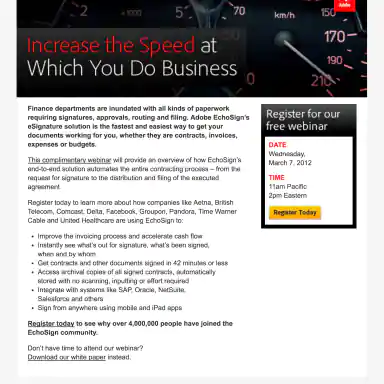 Adobe
2
1000
5
70
km/h
150
170
190
210
Increase the Speed at
Which You Do Business
Finance departments are inundated with all kinds of paperwork
requiring signatures, approvals, routing and filing. Adobe EchoSign's
eSignature solution is the fastest and easiest way to get your
documents working for you, whether they are contracts, invoices,
expenses or budgets.
This complimentary webinar will provide an overview of how EchoSign's
end-to-end solution automates the entire contracting process – from the
request for signature to the distribution and filing of the executed
agreement
Register today to learn more about how companies like Aetna, British
Telecom, Comcast, Delta, Facebook, Groupon, Pandora, Time Warner
Cable and United Healthcare are using EchoSign to:
• Improve the invoicing process and accelerate cash flow
• Instantly see what's out for signature, what's been signed,
when and by whom
• Get contracts and other documents signed in 42 minutes or less
• Access archival copies of all signed contracts, automatically
stored with no scanning, inputting or effort required
• Integrate with systems like SAP, Oracle, NetSuite,
Salesforce and others
• Sign from anywhere using mobile and iPad apps
Register today to see why over 4,000,000 people have joined the
EchoSign community.
Don't have time to attend our webinar?
Download our white paper instead.
Register for our
free webinar
DATE
Wednesday,
March 7, 2012
TIME
11am Pacific
2pm Eastern
Register Today